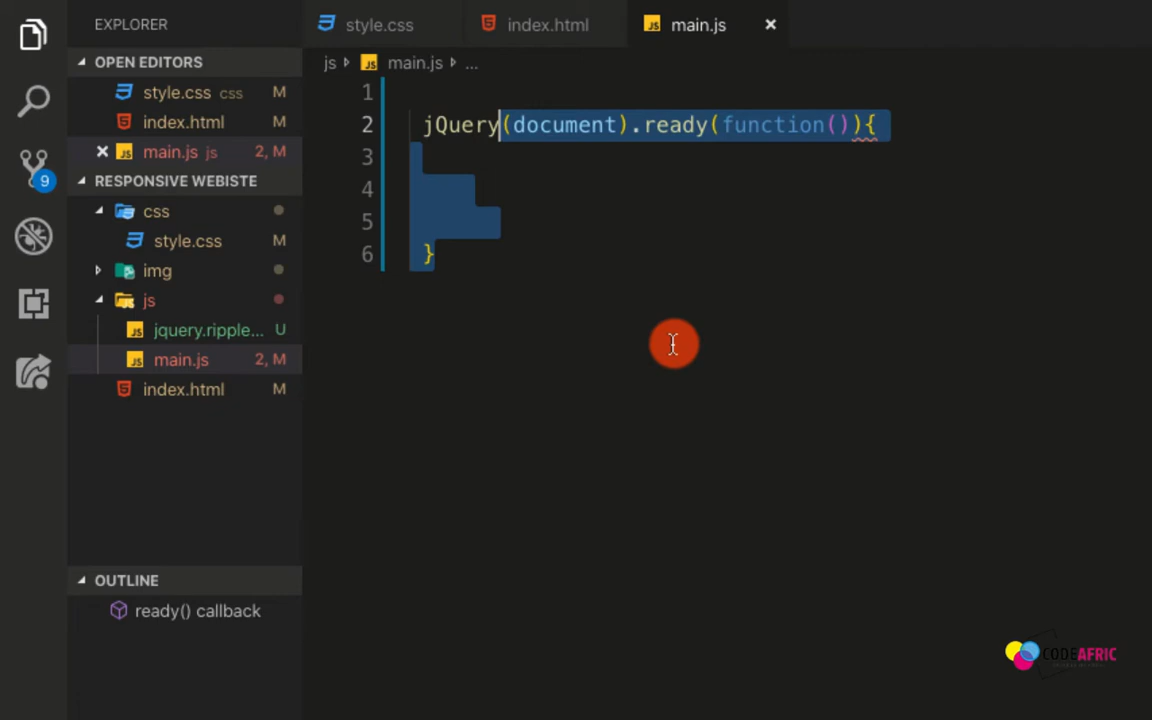 EXPLORER
style.css
index.html
main.js
OPEN EDITORS
js main.js ...
style.css css M
index.html M
main.js js 2, M
RESPONSIVE WEBISTE
css
style.css M
img
js
jquery.ripple... U
main.js 2, M
index.html M
9
OUTLINE
ready() callback
1
2 jQuery(document).ready(function()){
3
4
5
6 }
CODEAFRIC